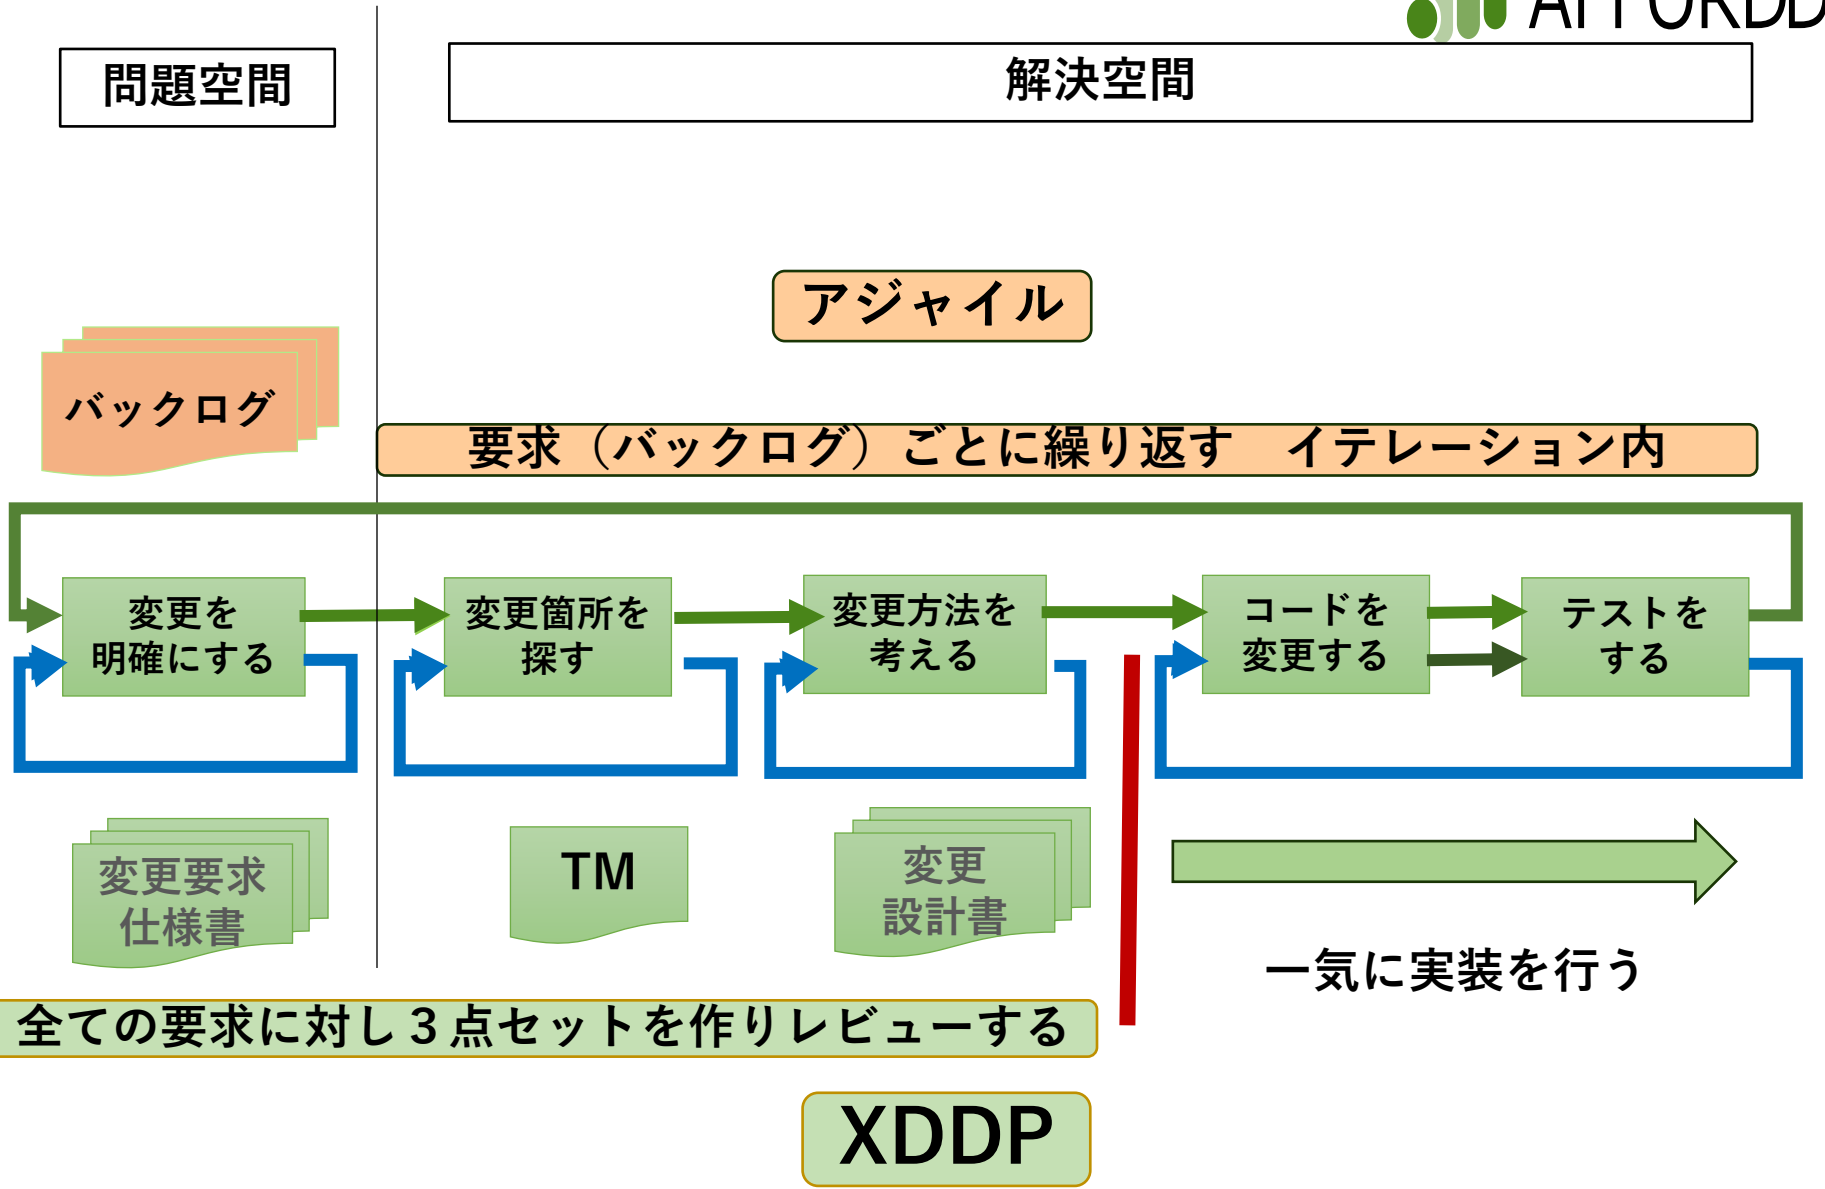 AFFORDD
問題空間
解決空間
アジャイル
バックログ
要求（バックログ）ごとに繰り返す　イテレーション内
変更を
明確にする
変更箇所を
探す
変更方法を
考える
コードを
変更する
テストを
する
変更要求
仕様書
TM
変更
設計書
一気に実装を行う
全ての要求に対し３点セットを作りレビューする
XDDP